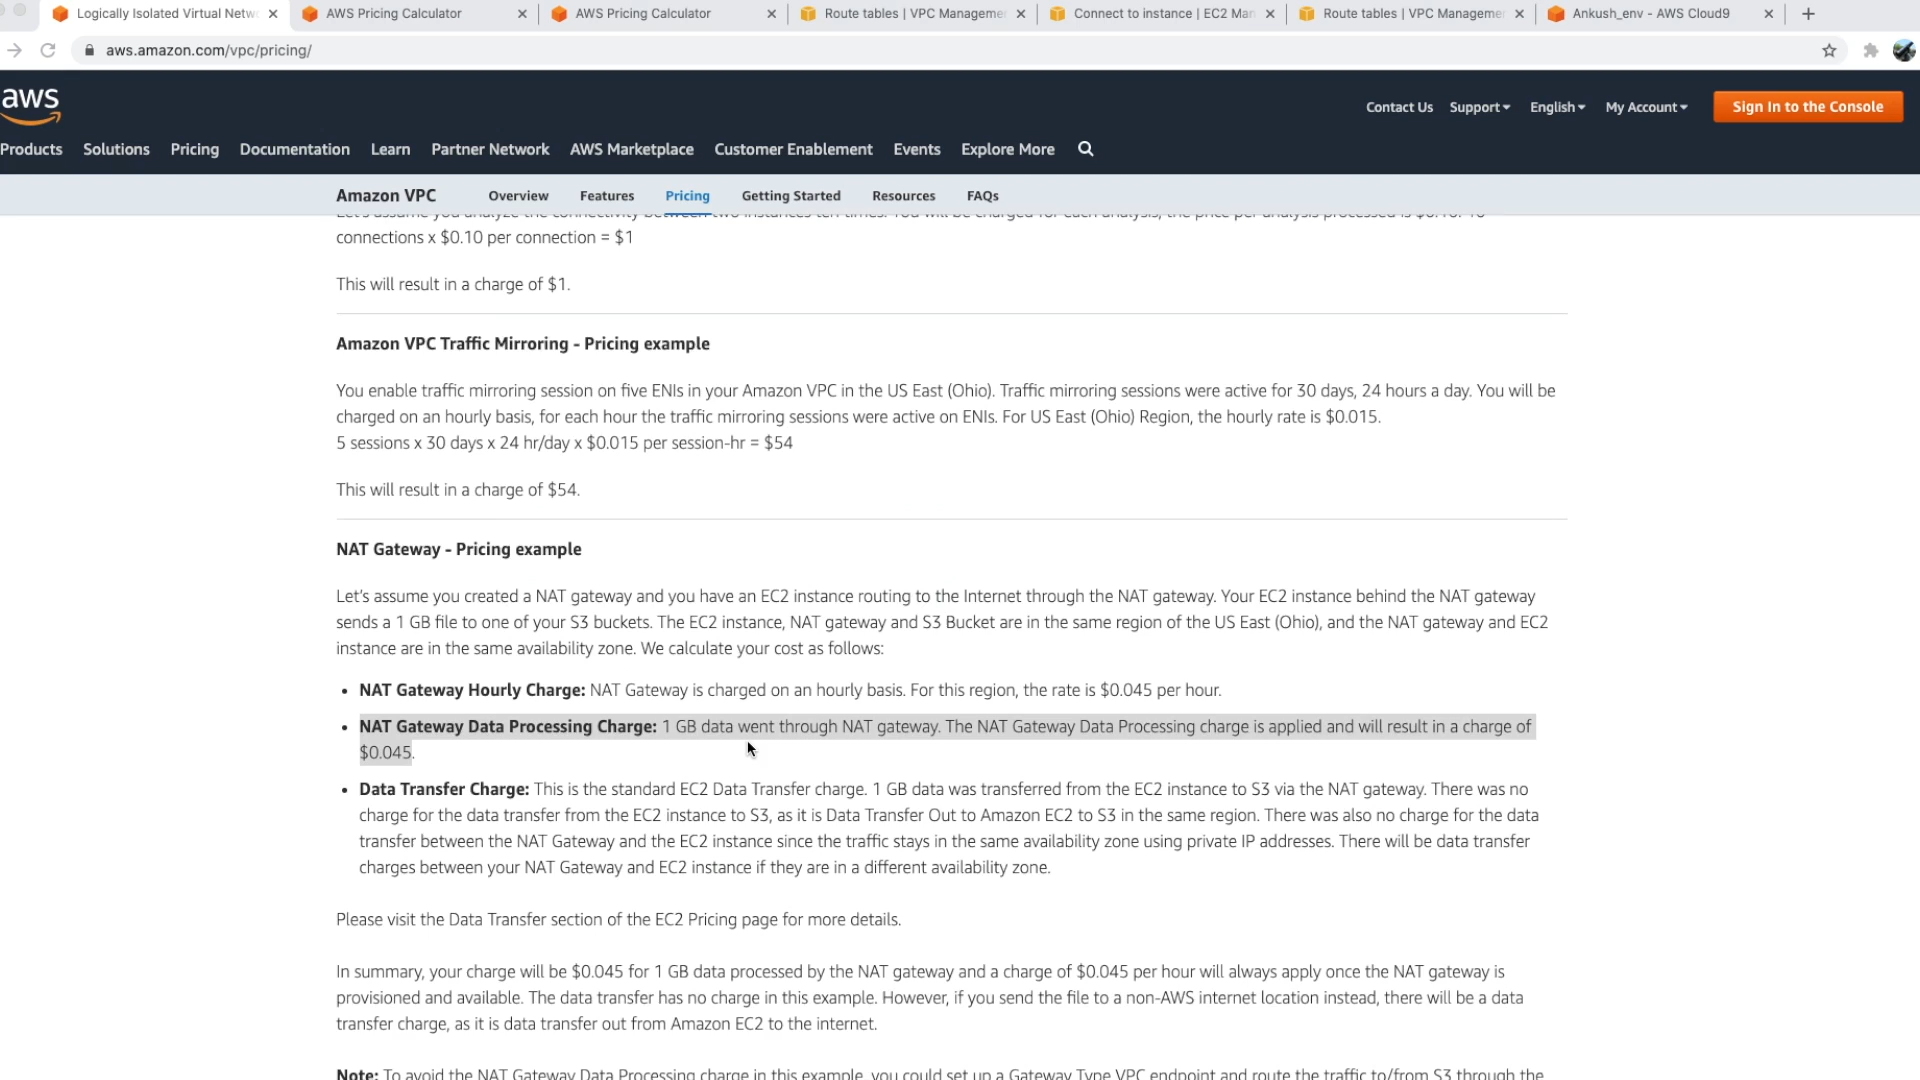 Logically Isolated Virtual Netw
AWS Pricing Calculator
AWS Pricing Calculator
Route tables | VPC Manageme
Connect to instance | EC2 Man
Route tables | VPC Managemen
Ankush_env - AWS Cloud9
aws.amazon.com/vpc/pricing/
aws
Contact Us
Support
English
My Account
Sign In to the Console
Products
Solutions
Pricing
Documentation
Learn
Partner Network
AWS Marketplace
Customer Enablement
Events
Explore More
Amazon VPC
Overview
Features
Pricing
Getting Started
Resources
FAQs
Let's assume you analyze the connectivity between two instances ten times. You will be charged for each analysis, the price per analysis processed is $0.10. 10
connections x $0.10 per connection = $1
This will result in a charge of $1.
Amazon VPC Traffic Mirroring - Pricing example
You enable traffic mirroring session on five ENIs in your Amazon VPC in the US East (Ohio). Traffic mirroring sessions were active for 30 days, 24 hours a day. You will be
charged on an hourly basis, for each hour the traffic mirroring sessions were active on ENIs. For US East (Ohio) Region, the hourly rate is $0.015.
5 sessions x 30 days x 24 hr/day x $0.015 per session-hr = $54
This will result in a charge of $54.
NAT Gateway - Pricing example
Let's assume you created a NAT gateway and you have an EC2 instance routing to the Internet through the NAT gateway. Your EC2 instance behind the NAT gateway
sends a 1 GB file to one of your S3 buckets. The EC2 instance, NAT gateway and S3 Bucket are in the same region of the US East (Ohio), and the NAT gateway and EC2
instance are in the same availability zone. We calculate your cost as follows:
• NAT Gateway Hourly Charge: NAT Gateway is charged on an hourly basis. For this region, the rate is $0.045 per hour.
• NAT Gateway Data Processing Charge: 1 GB data went through NAT gateway. The NAT Gateway Data Processing charge is applied and will result in a charge of
$0.045.
• Data Transfer Charge: This is the standard EC2 Data Transfer charge. 1 GB data was transferred from the EC2 instance to S3 via the NAT gateway. There was no
charge for the data transfer from the EC2 instance to S3, as it is Data Transfer Out to Amazon EC2 to S3 in the same region. There was also no charge for the data
transfer between the NAT Gateway and the EC2 instance since the traffic stays in the same availability zone using private IP addresses. There will be data transfer
charges between your NAT Gateway and EC2 instance if they are in a different availability zone.
Please visit the Data Transfer section of the EC2 Pricing page for more details.
In summary, your charge will be $0.045 for 1 GB data processed by the NAT gateway and a charge of $0.045 per hour will always apply once the NAT gateway is
provisioned and available. The data transfer has no charge in this example. However, if you send the file to a non-AWS internet location instead, there will be a data
transfer charge, as it is data transfer out from Amazon EC2 to the internet.
Note: To avoid the NAT Gateway Data Processing charge in this example, you could set up a Gateway Type VPC endpoint and route the traffic to/from S3 through the